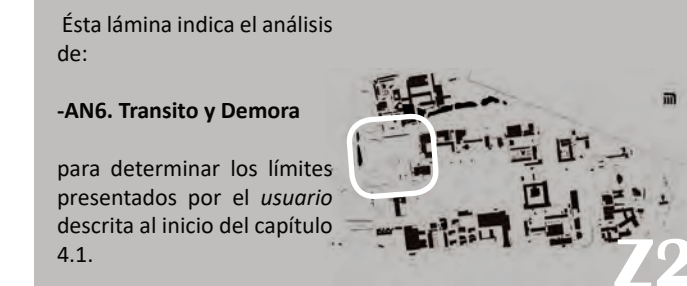 Ésta lámina indica el análisis
de:
-AN6. Transito y Demora
para determinar los límites
presentados por el usuario
descrita al inicio del capítulo
4.1.
Z2